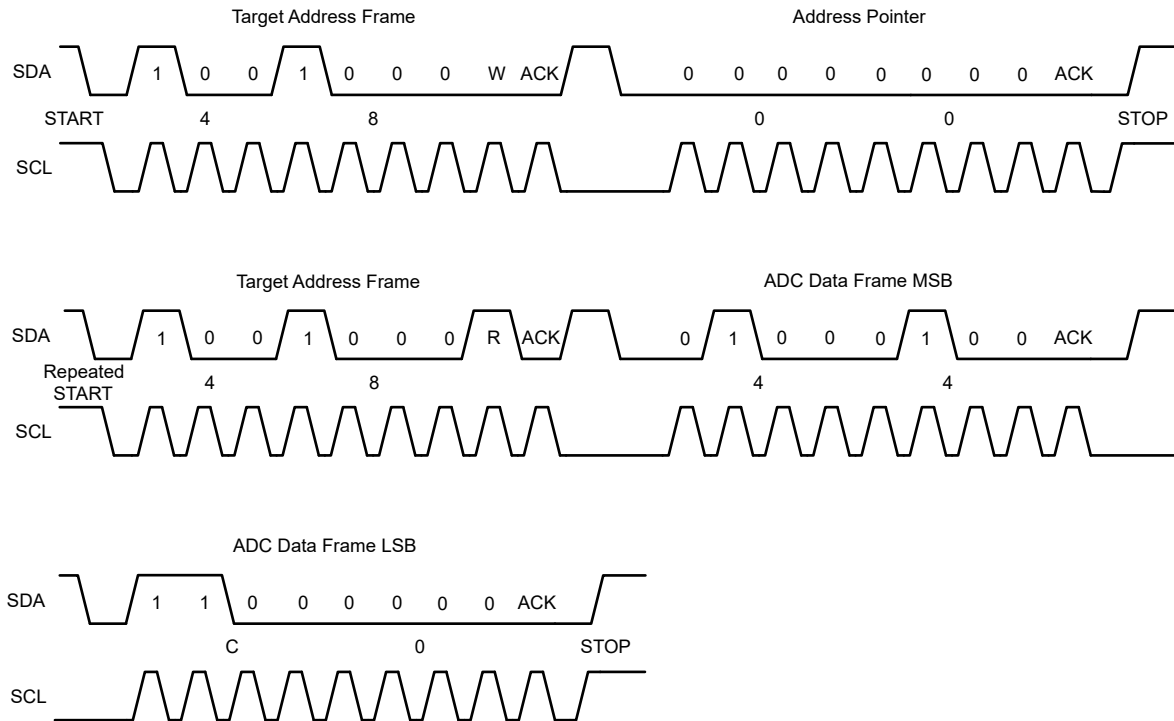 Target Address Frame Address Pointer
SDA 1 0 0 1 0 0 0 W ACK 0 0 0 0 0 0 0 0 ACK
START 4 8 0 0 STOP
SCL
Target Address Frame ADC Data Frame MSB
SDA 1 0 0 1 0 0 0 R ACK 0 1 0 0 0 1 0 0 ACK
Repeated
START 4 8 4 4
SCL
ADC Data Frame LSB
SDA 1 1 0 0 0 0 0 0 ACK
C 0 STOP
SCL